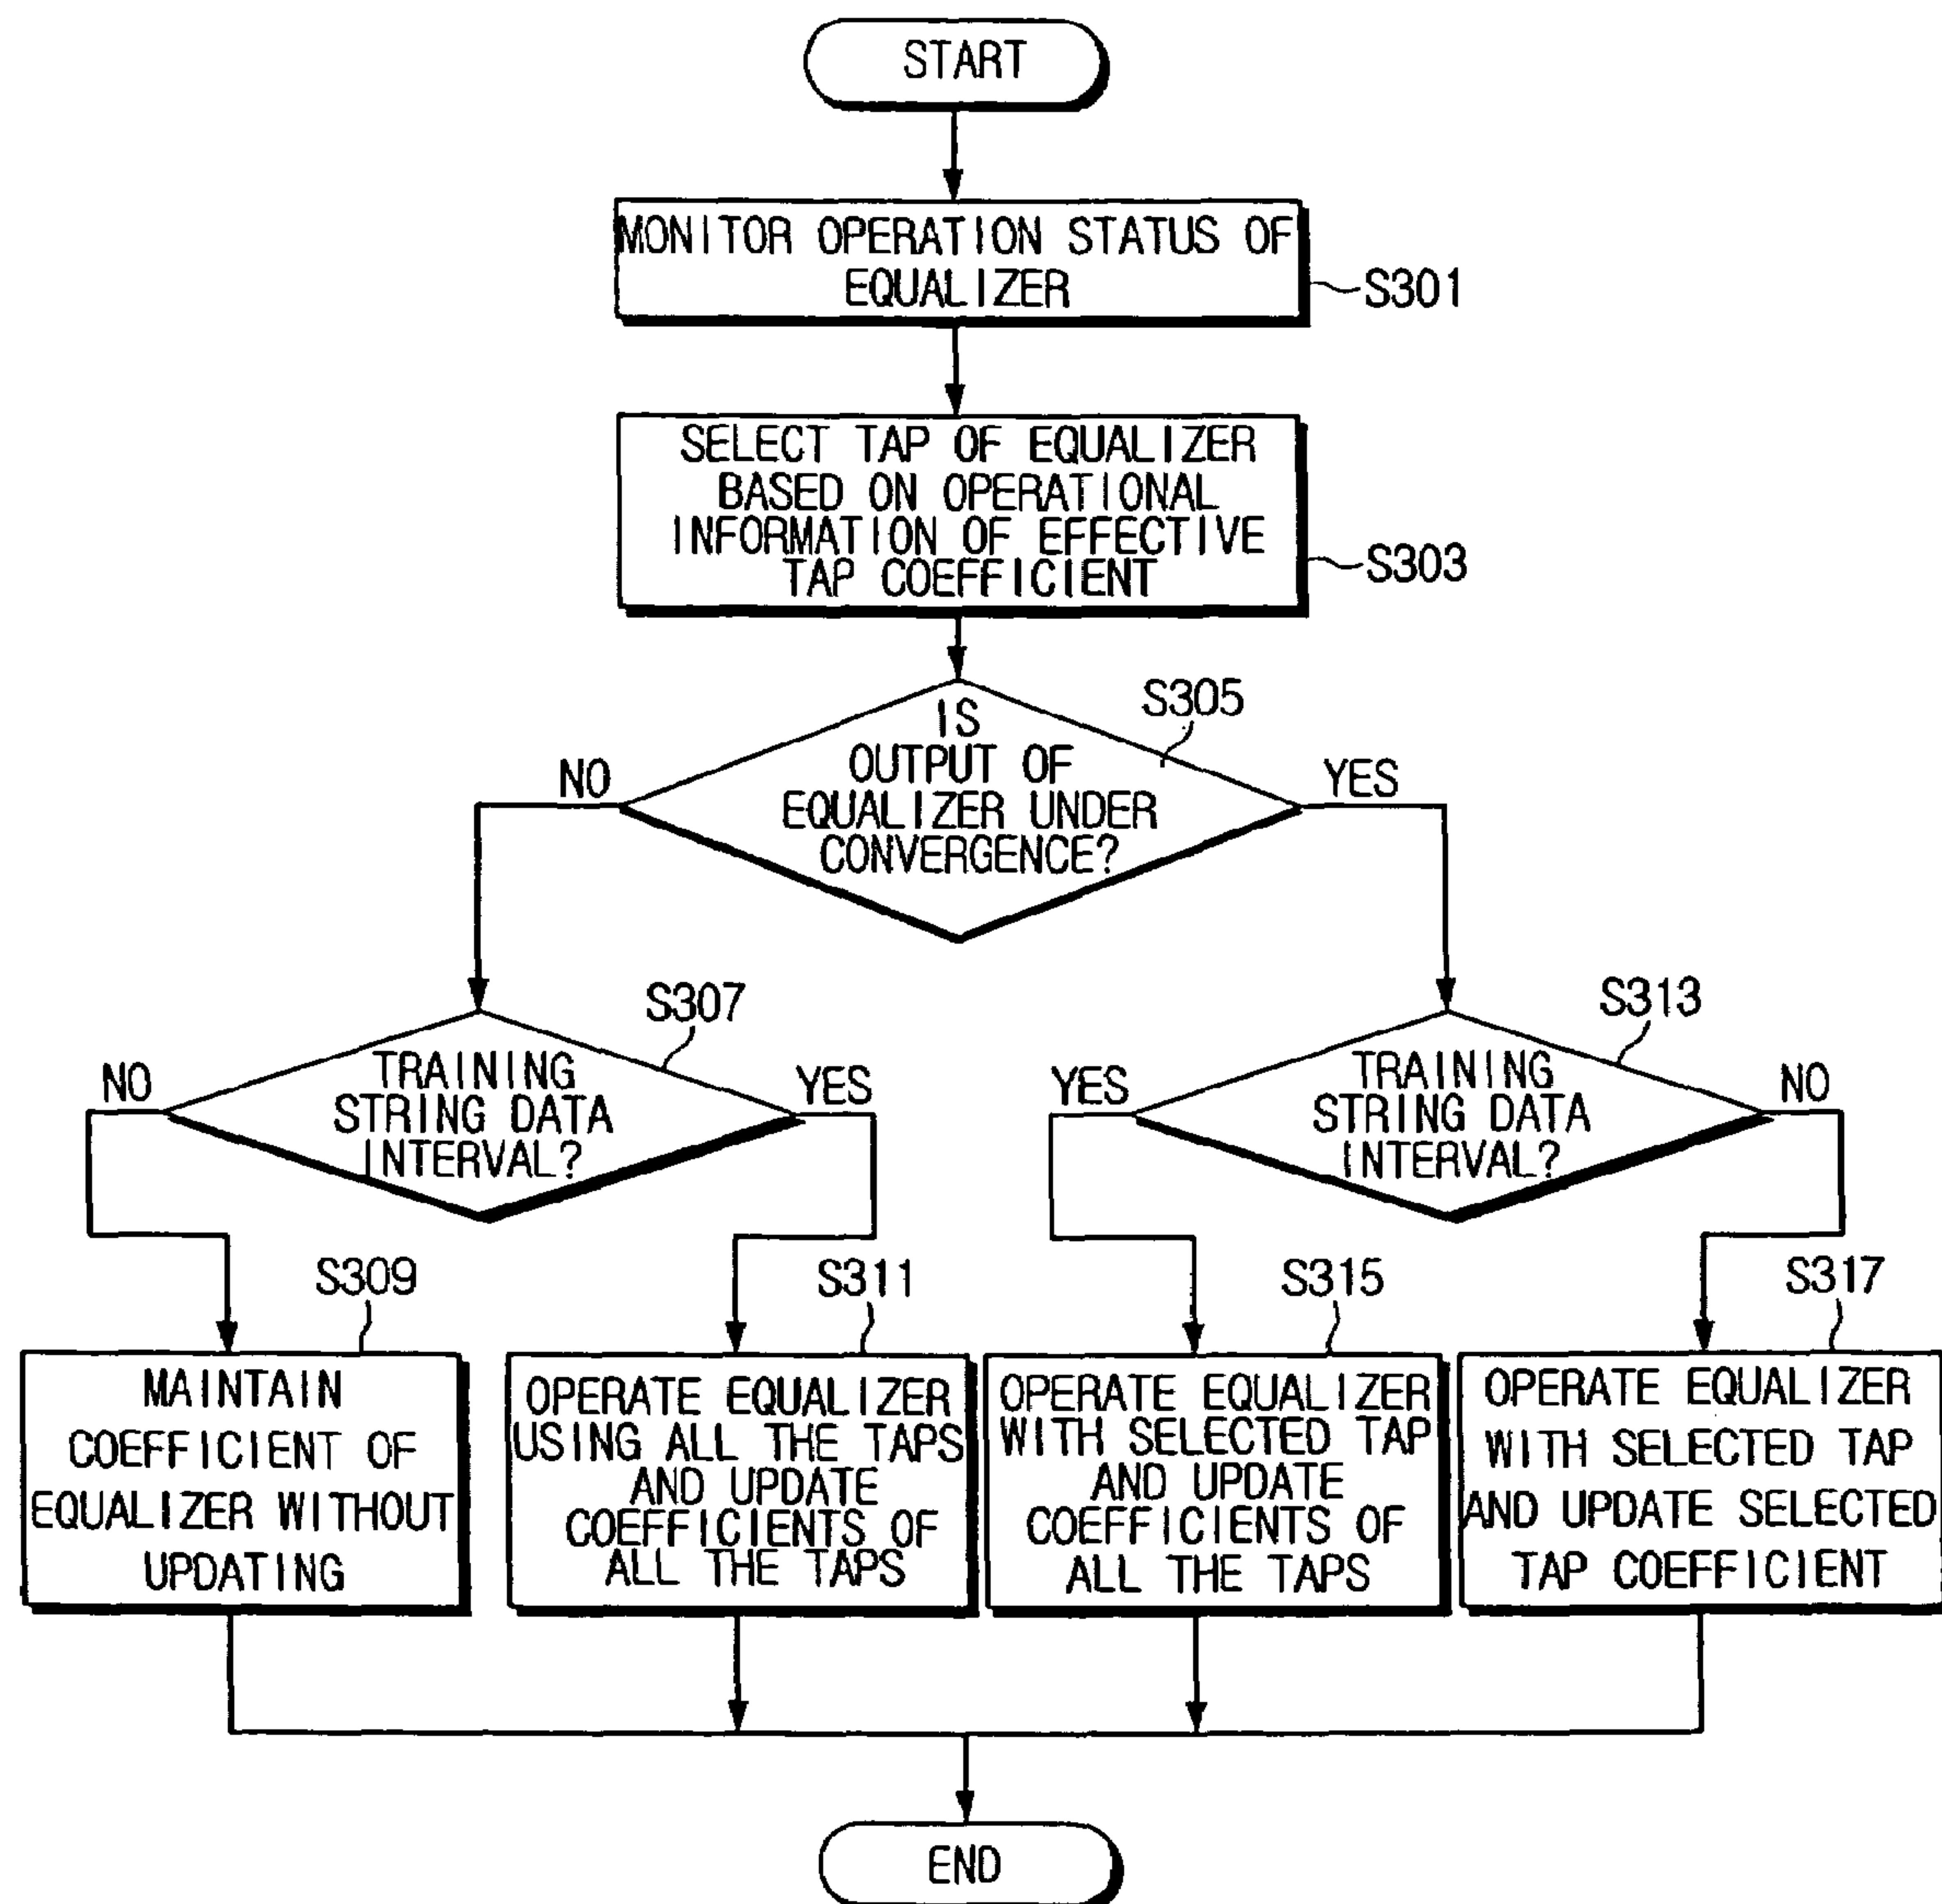 START
MONITOR OPERATION STATUS OF
EQUALIZER
S301
SELECT TAP OF EQUALIZER
BASED ON OPERATIONAL
INFORMATION OF EFFECTIVE
TAP COEFFICIENT
S303
IS
OUTPUT OF
EQUALIZER UNDER
CONVERGENCE?
S305
NO
YES
TRAINING
STRING DATA
INTERVAL?
S307
NO
YES
TRAINING
STRING DATA
INTERVAL?
S313
YES
NO
S309
MAINTAIN
COEFFICIENT OF
EQUALIZER WITHOUT
UPDATING
S311
OPERATE EQUALIZER
USING ALL THE TAPS
AND UPDATE
COEFFICIENTS OF
ALL THE TAPS
S315
OPERATE EQUALIZER
WITH SELECTED TAP
AND UPDATE
COEFFICIENTS OF
ALL THE TAPS
S317
OPERATE EQUALIZER
WITH SELECTED TAP
AND UPDATE SELECTED
TAP COEFFICIENT
END